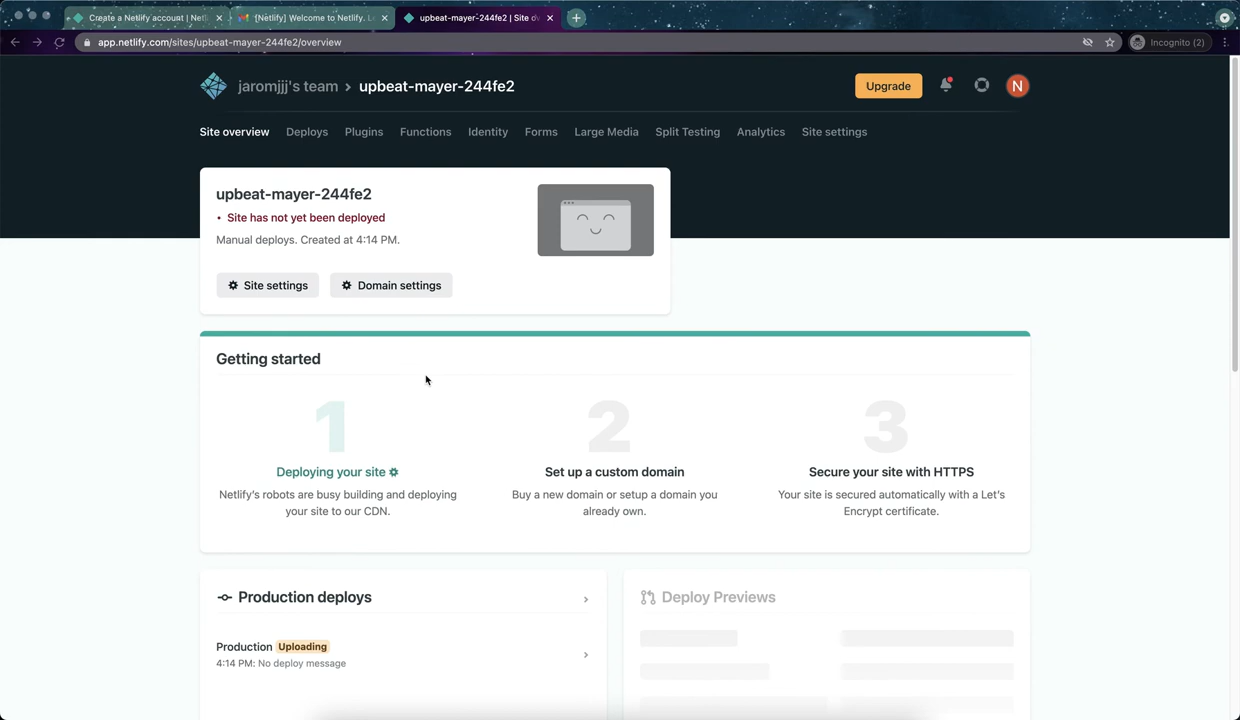 Create a Netlify account | Netl
[Netlify] Welcome to Netlify. Le
upbeat-mayer-244fe2 | Site ov
app.netlify.com/sites/upbeat-mayer-244fe2/overview
Incognito (2)
jaromjjj's team › upbeat-mayer-244fe2
Upgrade
N
Site overview Deploys Plugins Functions Identity Forms Large Media Split Testing Analytics Site settings
upbeat-mayer-244fe2
• Site has not yet been deployed
Manual deploys. Created at 4:14 PM.
Site settings
Domain settings
Getting started
1
Deploying your site
Netlify's robots are busy building and deploying
your site to our CDN.
2
Set up a custom domain
Buy a new domain or setup a domain you
already own.
3
Secure your site with HTTPS
Your site is secured automatically with a Let's
Encrypt certificate.
Production deploys
Production Uploading
4:14 PM: No deploy message
Deploy Previews